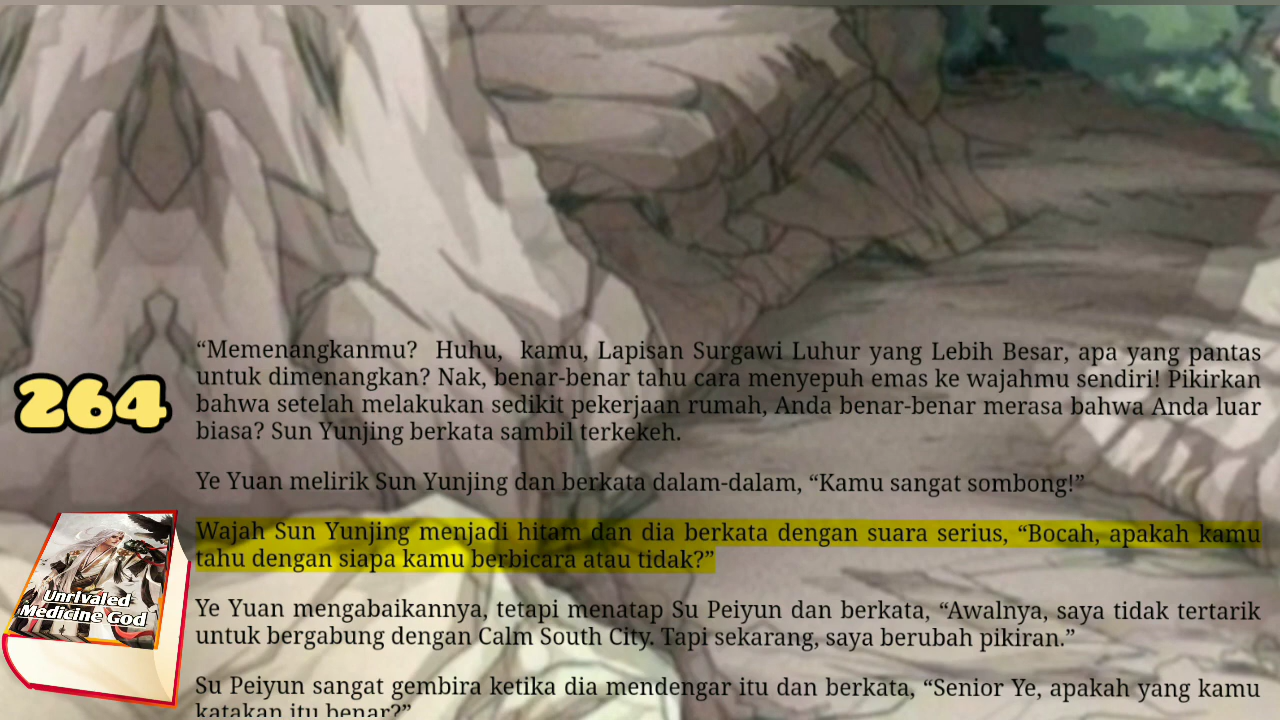 “Memenangkanmu? Huhu, kamu, Lapisan Surgawi Luhur yang Lebih Besar, apa yang pantas
untuk dimenangkan? Nak, benar-benar tahu cara menyepuh emas ke wajahmu sendiri! Pikirkan
bahwa setelah melakukan sedikit pekerjaan rumah, Anda benar-benar merasa bahwa Anda luar
biasa? Sun Yunjing berkata sambil terkekeh.
264
Ye Yuan melirik Sun Yunjing dan berkata dalam-dalam, “Kamu sangat sombong!”
Wajah Sun Yunjing menjadi hitam dan dia berkata dengan suara serius, “Bocah, apakah kamu
tahu dengan siapa kamu berbicara atau tidak?”
Unrivaled
Medicine God
Ye Yuan mengabaikannya, tetapi menatap Su Peiyun dan berkata, “Awalnya, saya tidak tertarik
untuk bergabung dengan Calm South City. Tapi sekarang, saya berubah pikiran.”
Su Peiyun sangat gembira ketika dia mendengar itu dan berkata, “Senior Ye, apakah yang kamu
katakan itu benar?”